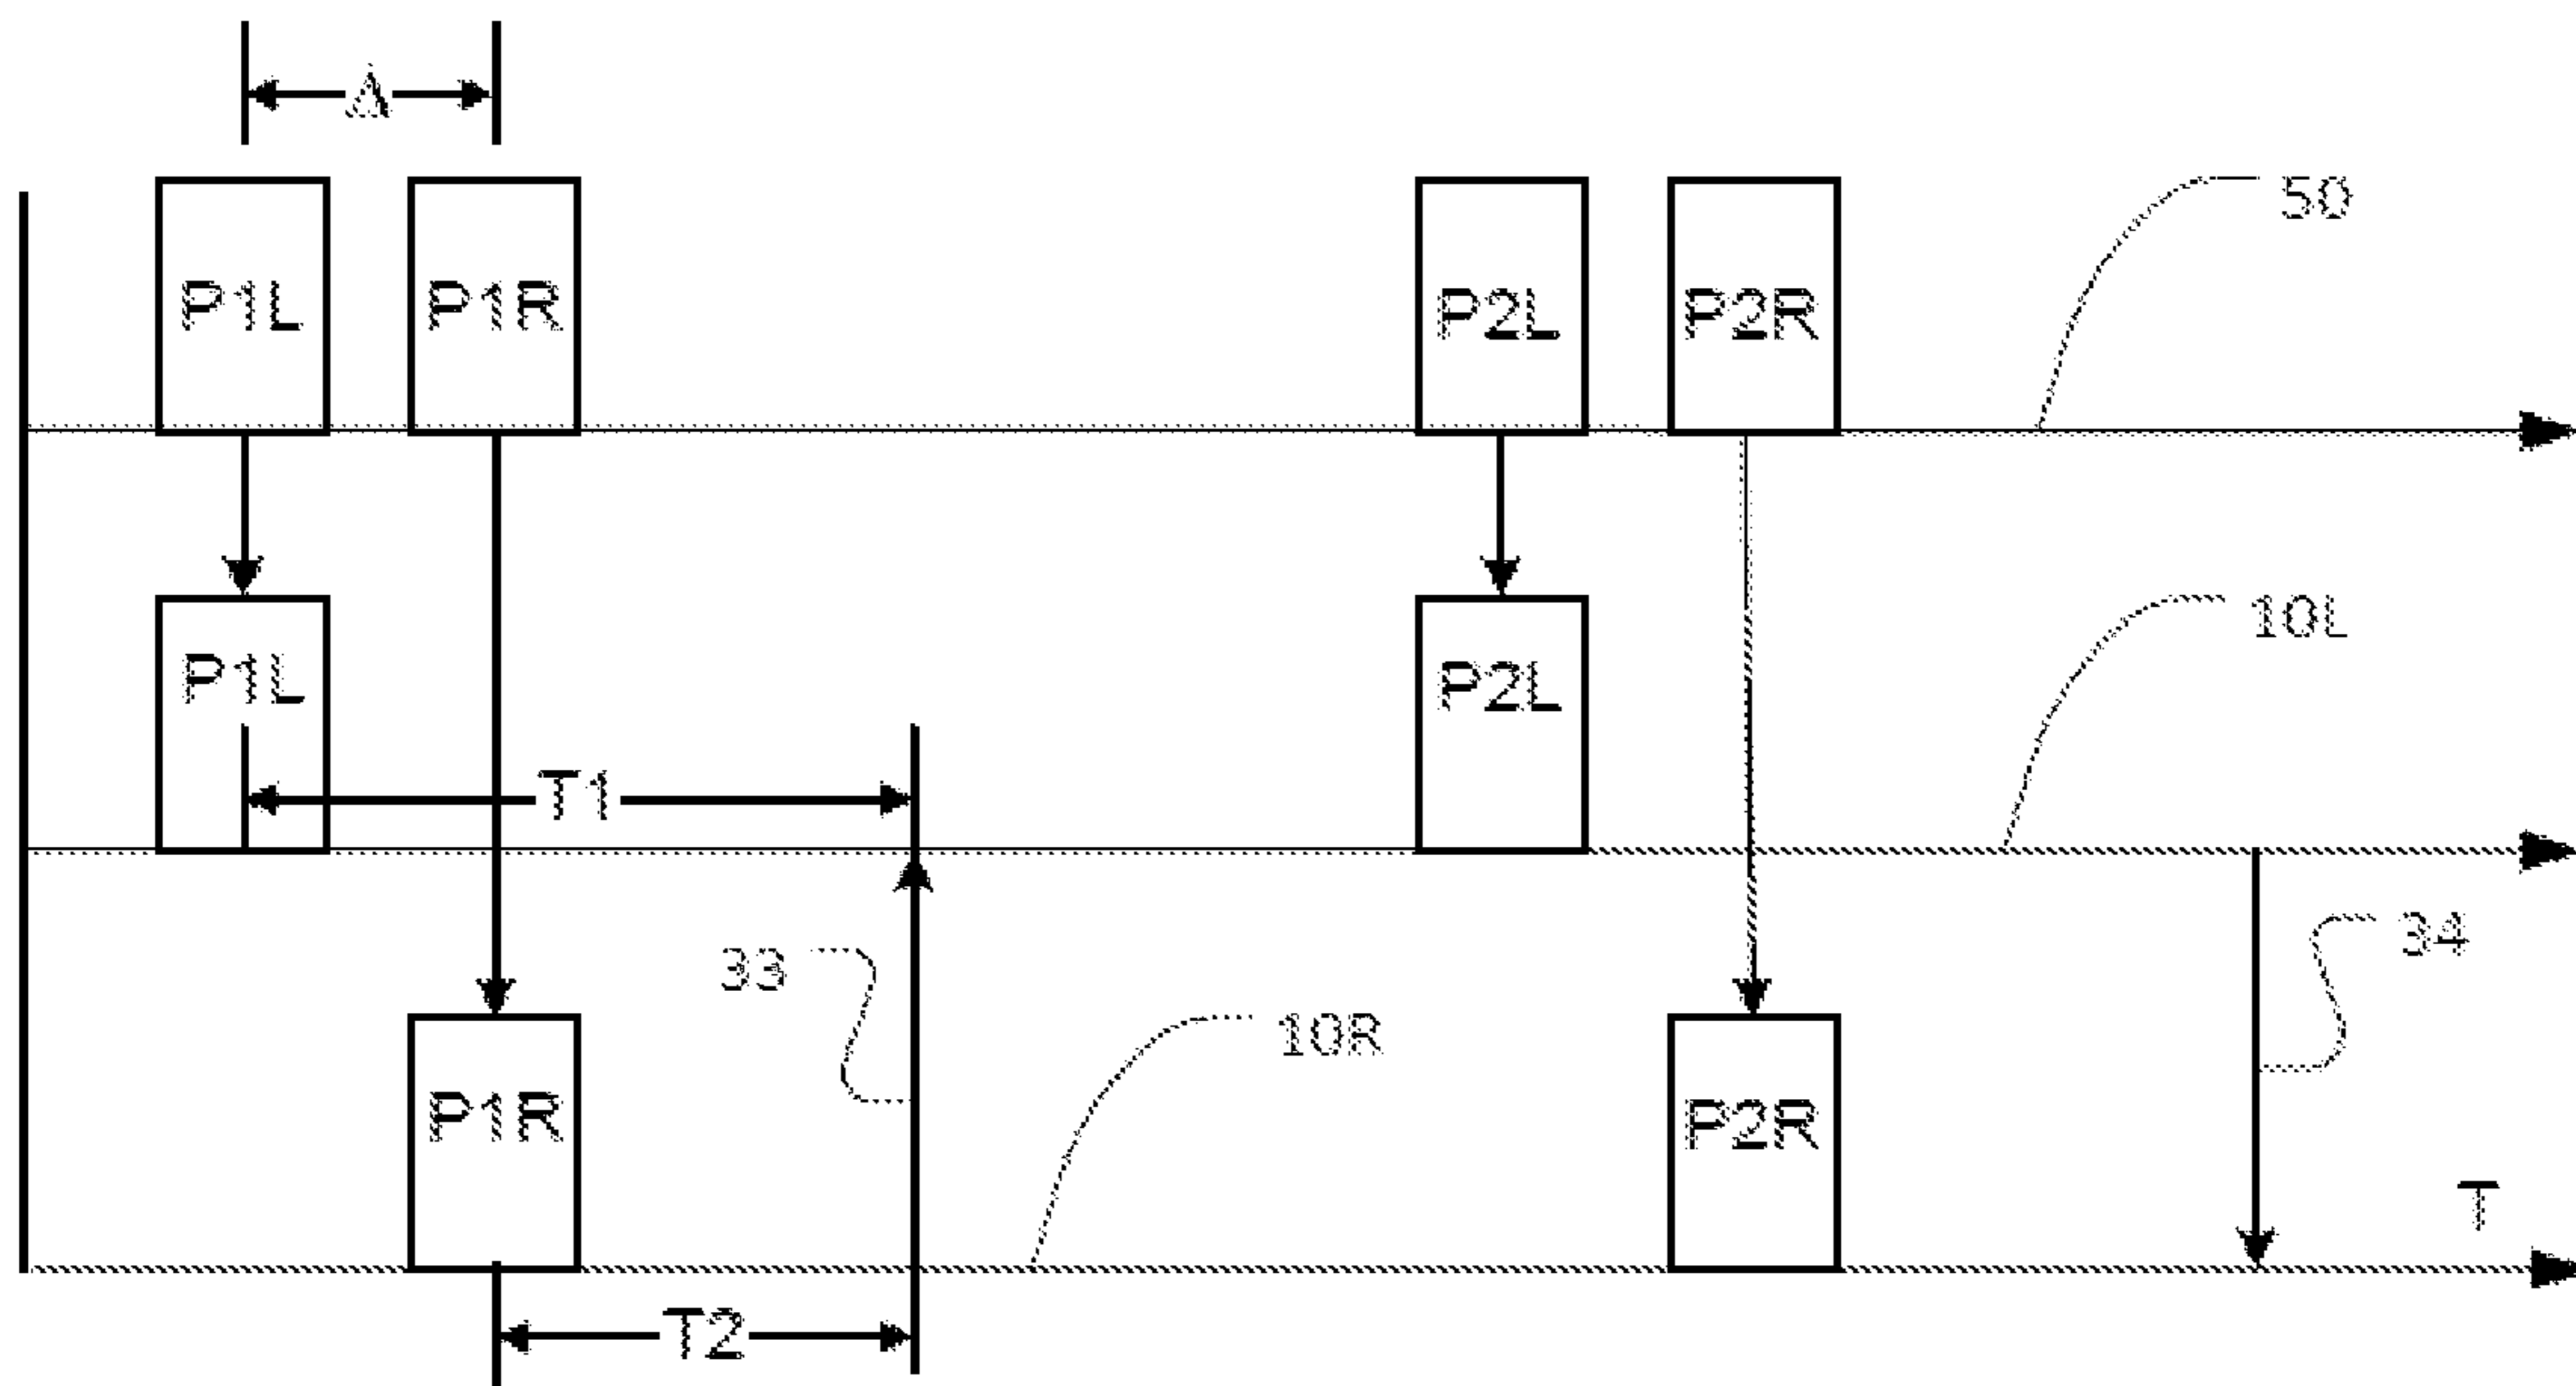 Δ
P1L P1R P2L P2R 50
P1L P2L 10L
T1
33 10R 34
P1R P2R
T
T2